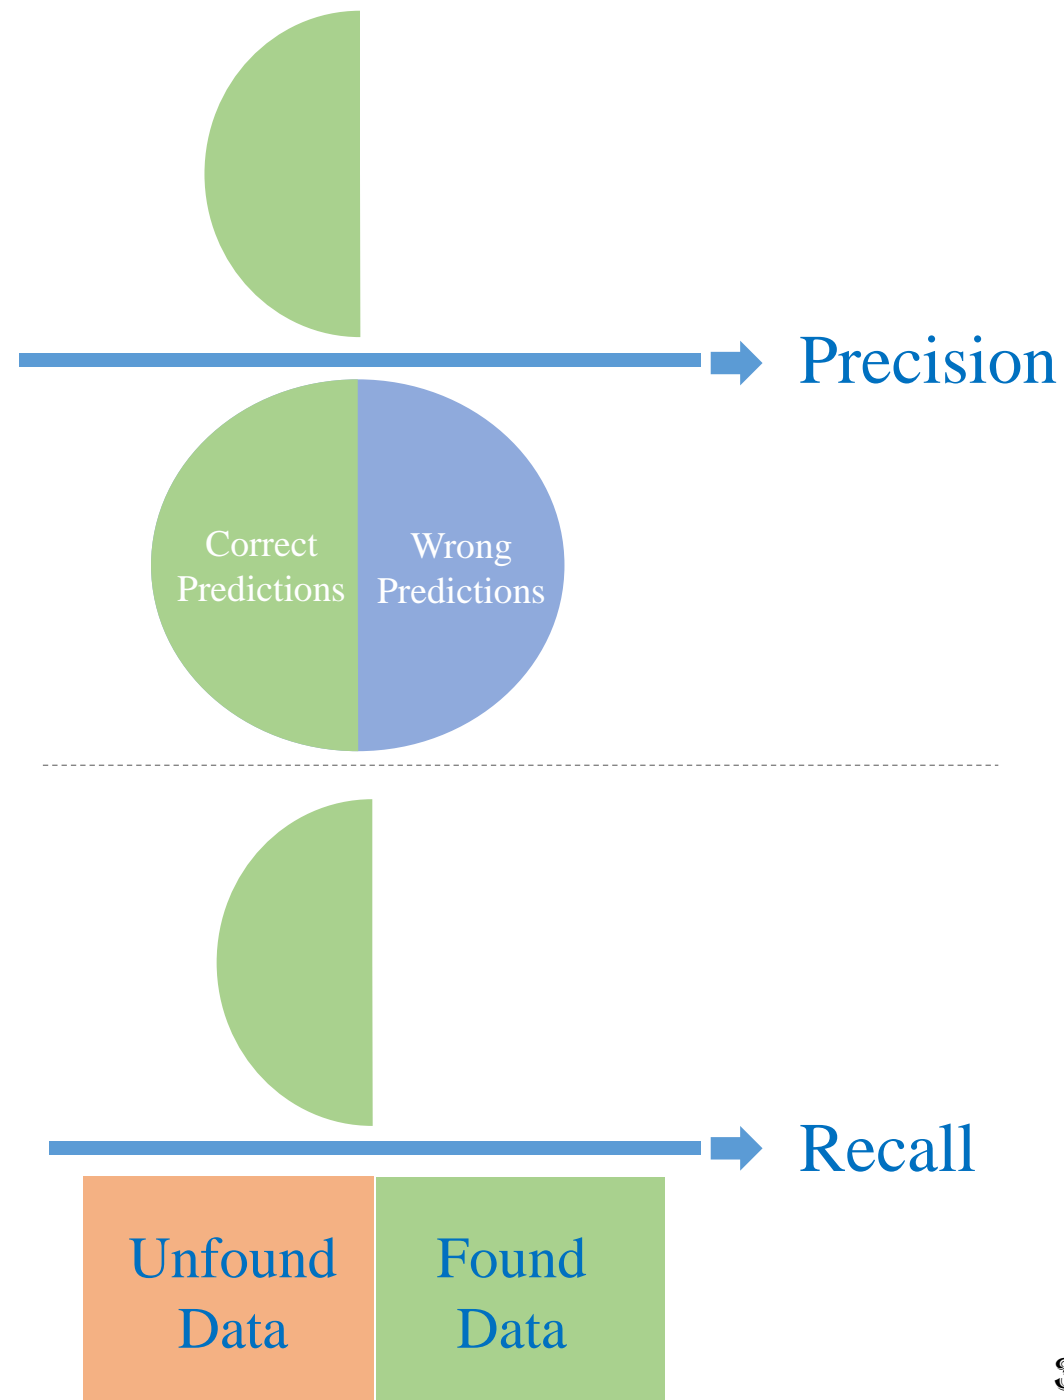 Precision
Correct
Predictions
Wrong
Predictions
Recall
Unfound
Data
Found
Data